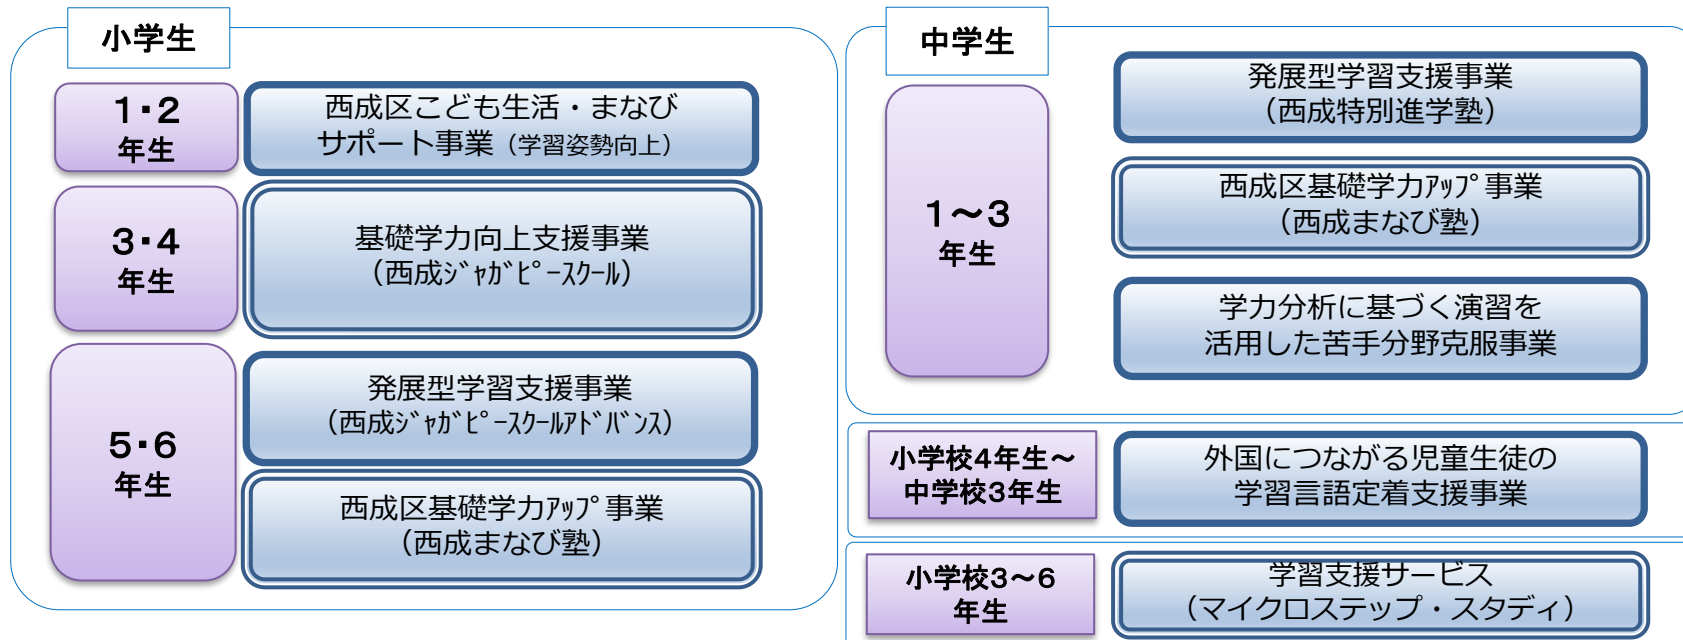 小学生
1・2
年生
西成区こども生活・まなび
サポート事業（学習姿勢向上）
3・4
年生
基礎学力向上支援事業
（西成ｼﾞｬｶﾞﾋﾟｰｽｸｰﾙ）
5・6
年生
発展型学習支援事業
（西成ｼﾞｬｶﾞﾋﾟｰｽｸｰﾙｱﾄﾞﾊﾞﾝｽ）
西成区基礎学力ｱｯﾌﾟ事業
（西成まなび塾）
中学生
1～3
年生
発展型学習支援事業
（西成特別進学塾）
西成区基礎学力ｱｯﾌﾟ事業
（西成まなび塾）
学力分析に基づく演習を
活用した苦手分野克服事業
小学校4年生～
中学校3年生
外国につながる児童生徒の
学習言語定着支援事業
小学校3～6
年生
学習支援サービス
（マイクロステップ・スタディ）